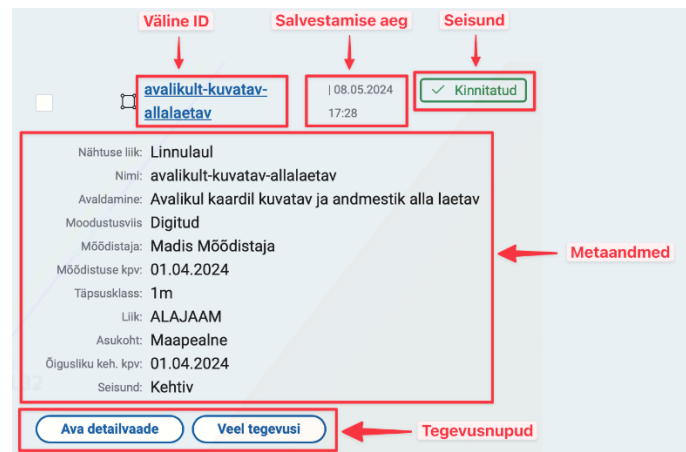 Väline ID Salvestamise aeg Seisund
avalikult-kuvatav- | 08.05.2024 Kinnitatud
allalaetav 17:28
Nähtuse liik: Linnulaul
Nimi: avalikult-kuvatav-allalaetav
Avaldamine: Avalikul kaardil kuvatav ja andmestik alla laetav
Moodustusviis Digitud
Mõõdistaja: Madis Mõõdistaja
Metaandmed
Mõõdistuse kpv: 01.04.2024
Täpsusklass: 1m
Liik: ALAJAAM
Asukoht: Maapealne
Õigusliku keh. kpv: 01.04.2024
Seisund: Kehtiv
Ava detailvaade Veel tegevusi Tegevusnupud